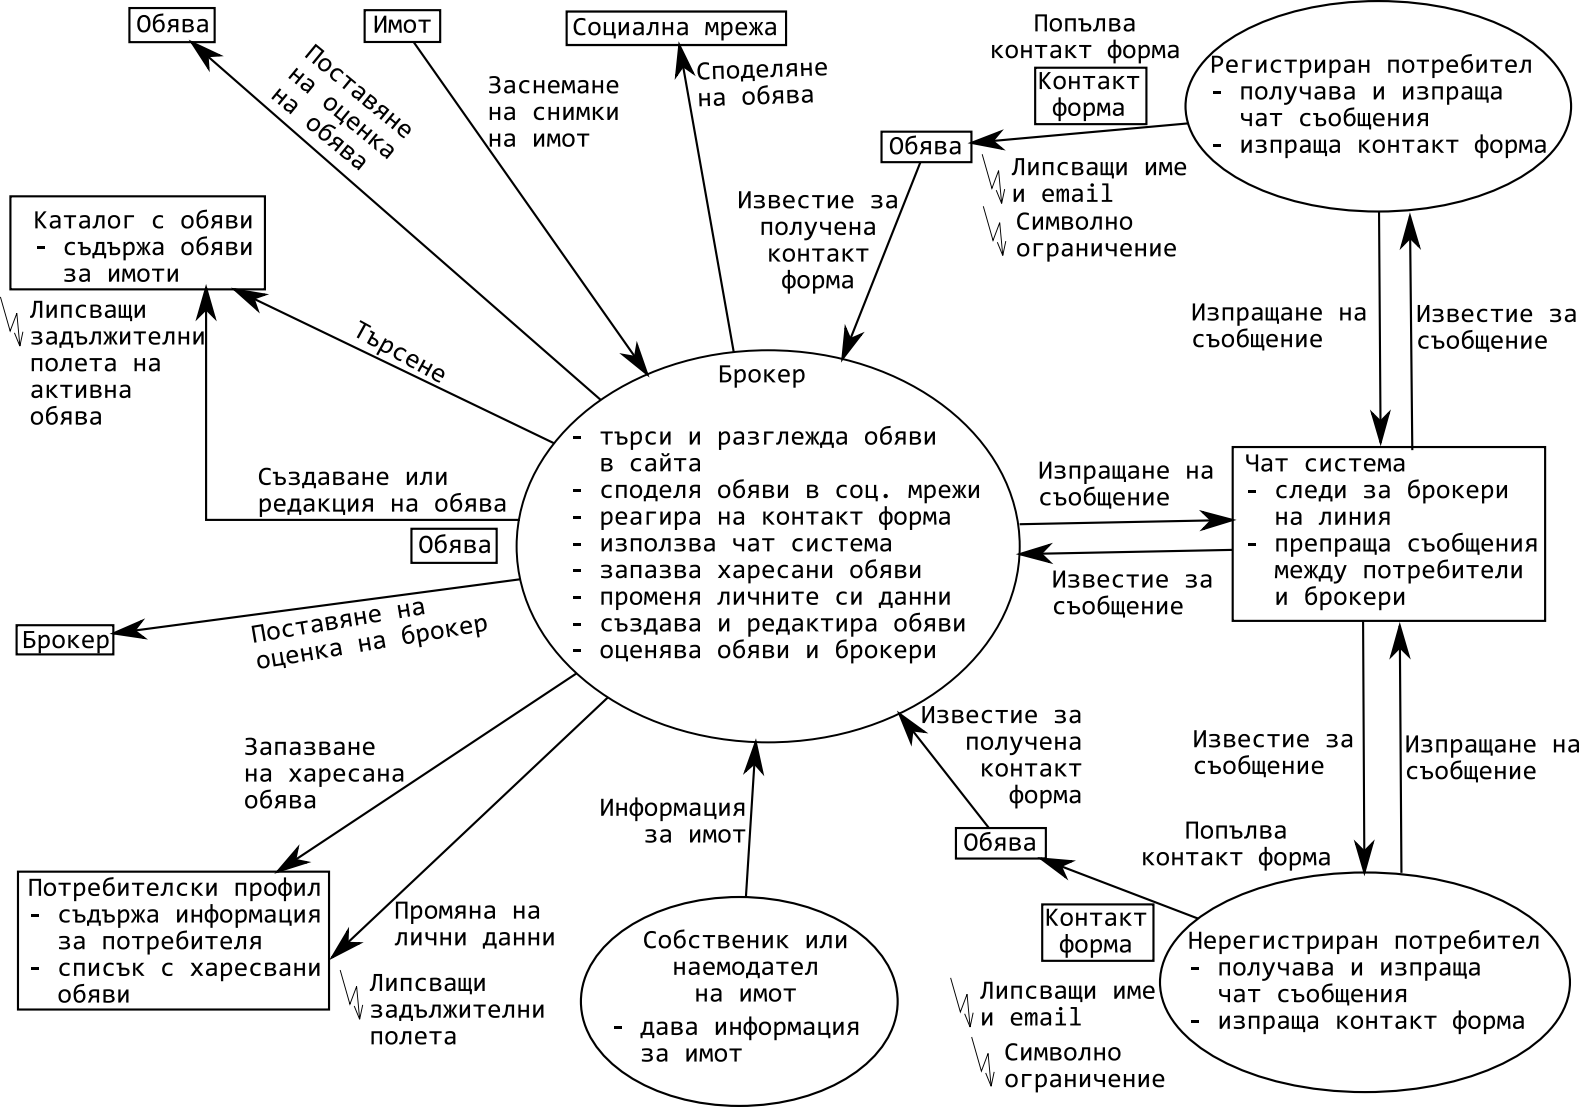 Обява
Имот
Социална мрежа
Поставяне
на оценка
на обява
Заснемане
на снимки
на имот
Споделяне
на обява
Попълва
контакт форма
Контакт
форма
Обява
Липсващи име
и email
Символно
ограничение
Регистриран потребител
- получава и изпраща
чат съобщения
- изпраща контакт форма
Известие за
получена
контакт
форма
Каталог с обяви
- съдържа обяви
за имоти
Липсващи
задължителни
полета на
активна
обява
Търсене
Създаване или
редакция на обява
Обява
Изпращане на
съобщение
Известие за
съобщение
Брокер
- търси и разглежда обяви
в сайта
- споделя обяви в соц. мрежи
- реагира на контакт форма
- използва чат система
- запазва харесани обяви
- променя личните си данни
- създава и редактира обяви
- оценява обяви и брокери
Изпращане на
съобщение
Известие за
съобщение
Чат система
- следи за брокери
на линия
- препраща съобщения
между потребители
и брокери
Брокер
Поставяне на
оценка на брокер
Запазване
на харесана
обява
Информация
за имот
Известие за
получена
контакт
форма
Обява
Известие за
съобщение
Изпращане на
съобщение
Попълва
контакт форма
Контакт
форма
Потребителски профил
- съдържа информация
за потребителя
- списък с харесвани
обяви
Промяна на
лични данни
Липсващи
задължителни
полета
Собственик или
наемодател
на имот
- дава информация
за имот
Липсващи име
и email
Символно
ограничение
Нерегистриран потребител
- получава и изпраща
чат съобщения
- изпраща контакт форма